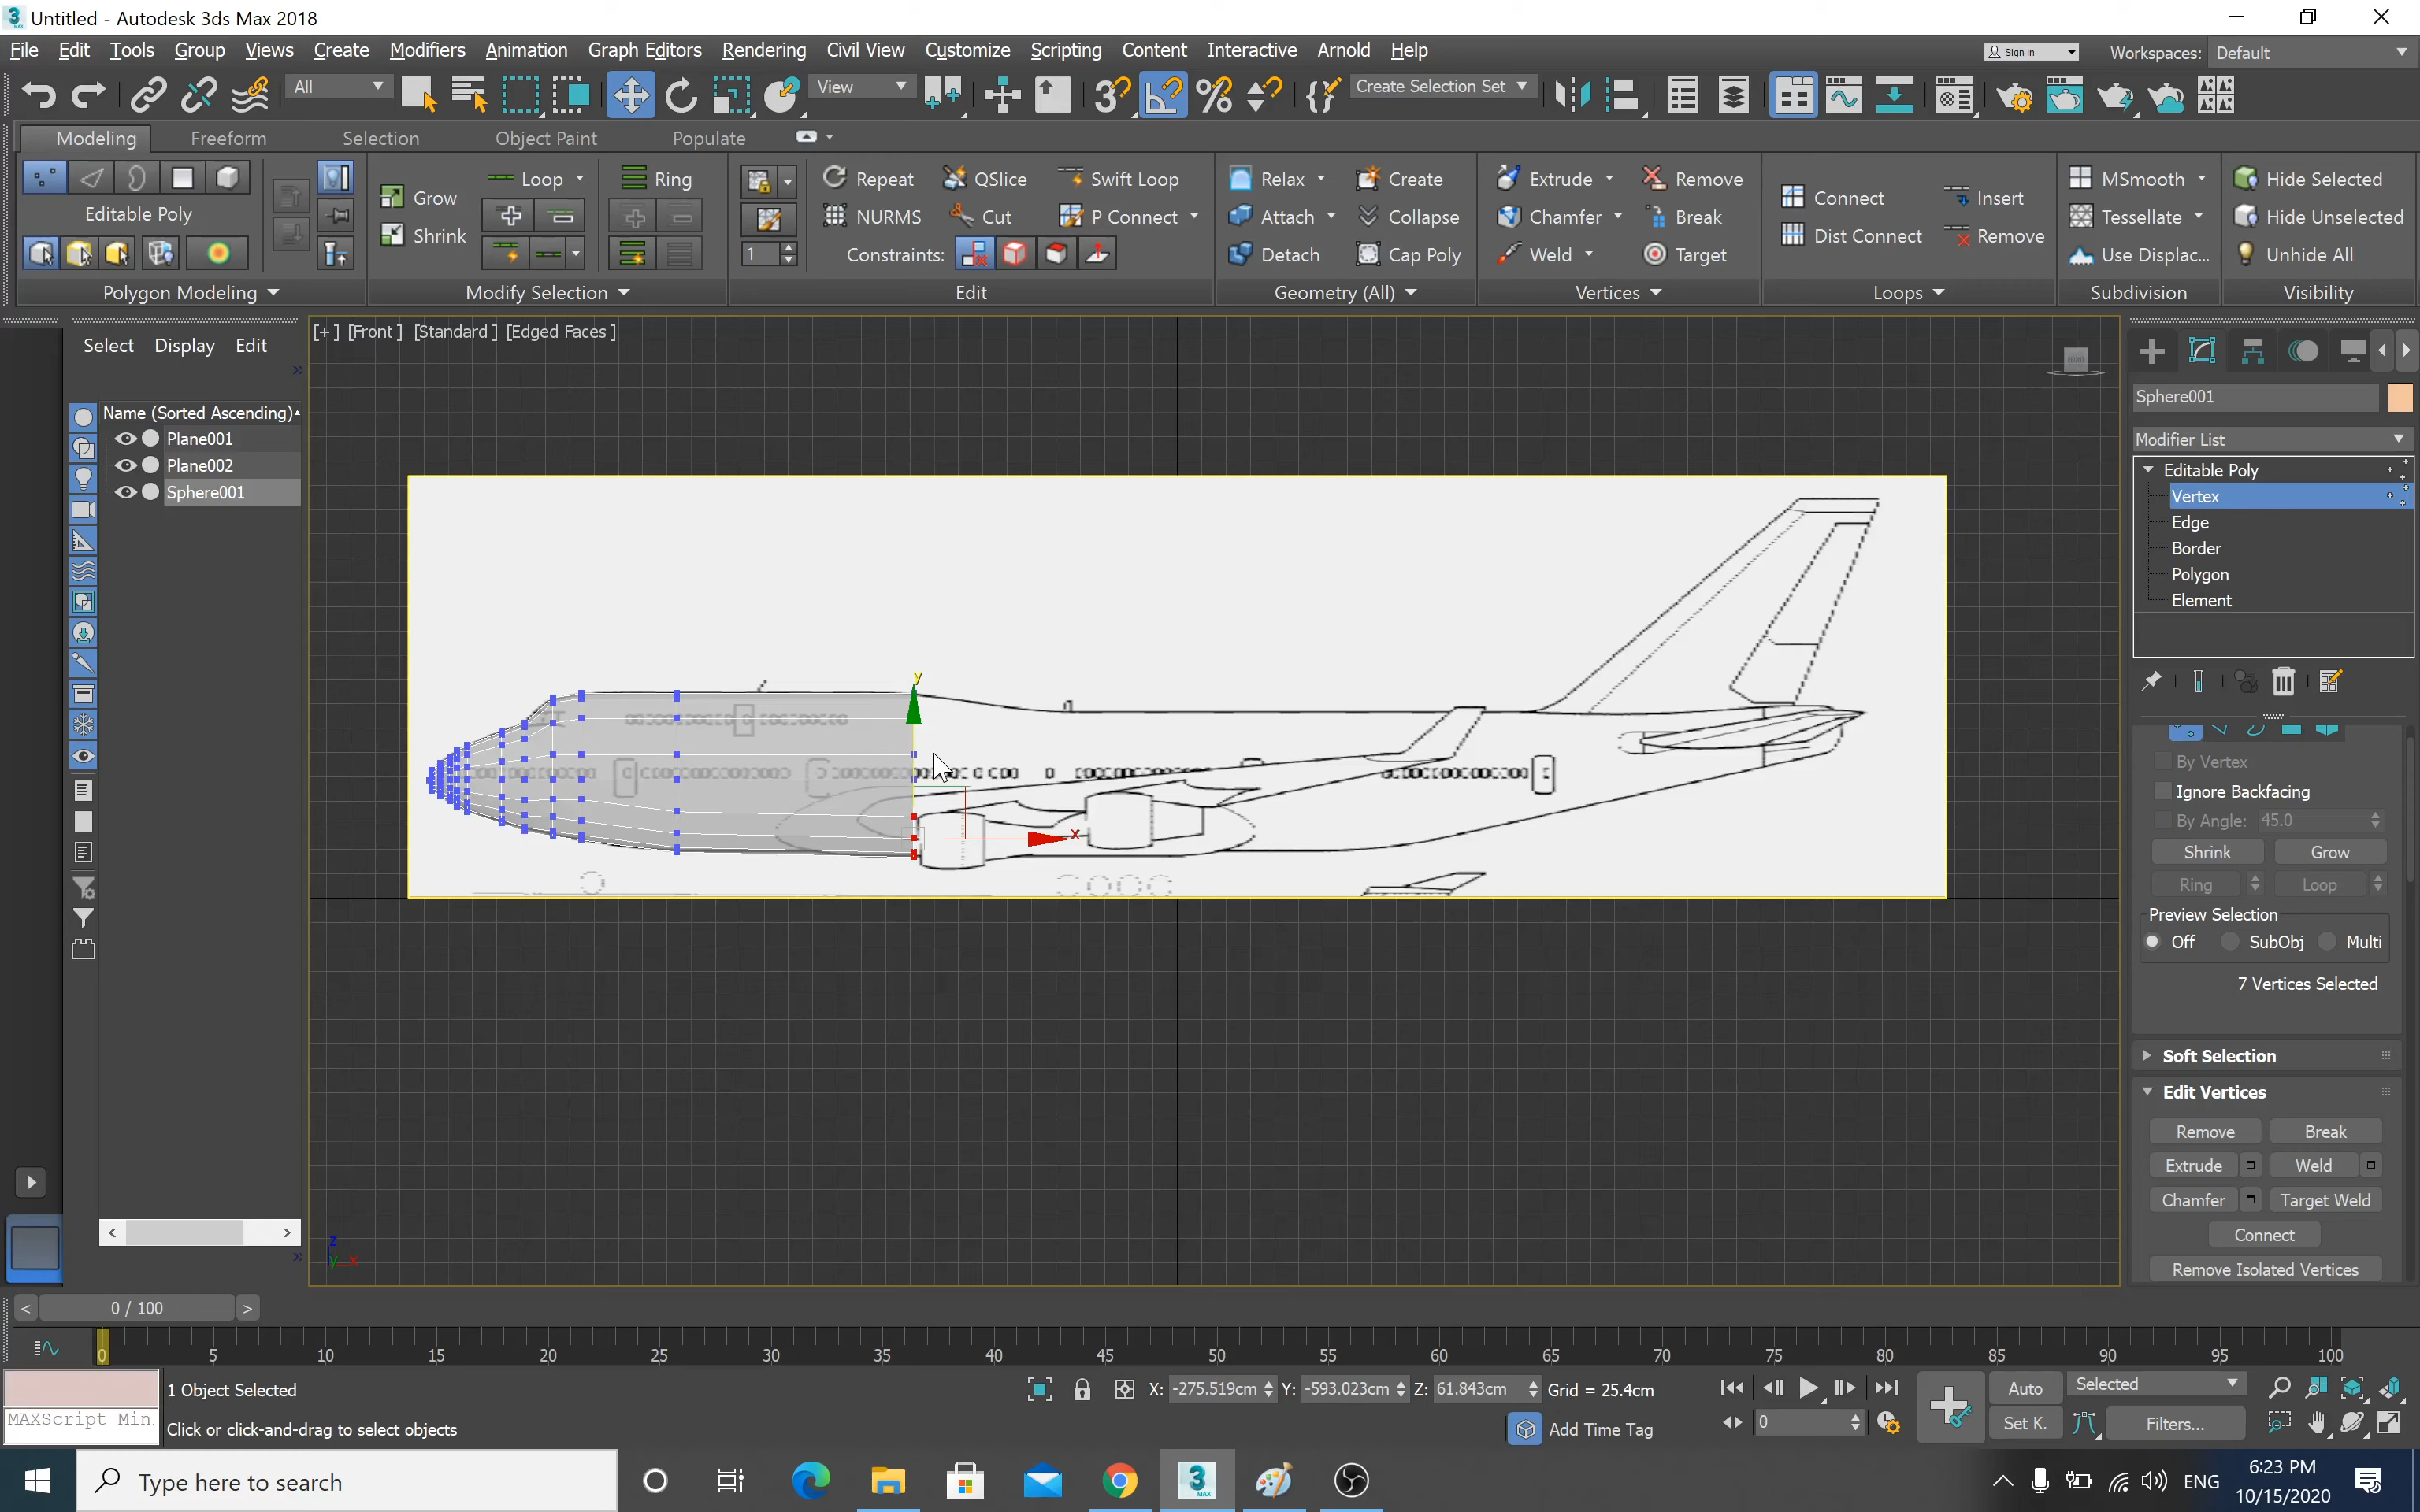 Untitled - Autodesk 3ds Max 2018
File Edit Tools Group Views Create Modifiers Animation Graph Editors Rendering Civil View Customize Scripting Content Interactive Arnold Help
Sign In Workspaces: Default
All View Create Selection Set
Modeling Freeform Selection Object Paint Populate
Editable Poly
Polygon Modeling
Grow
Shrink
Loop
Ring
Modify Selection
Repeat QSlice Swift Loop
NURMS Cut P Connect
1 Constraints:
Edit
Relax Create
Attach Collapse
Detach Cap Poly
Geometry (All)
Extrude Remove
Chamfer Break
Weld Target
Vertices
Connect Insert
Dist Connect Remove
Loops
MSmooth
Tessellate
Use Displac...
Subdivision
Hide Selected
Hide Unselected
Unhide All
Visibility
Select Display Edit
Name (Sorted Ascending)
Plane001
Plane002
Sphere001
[+] [Front] [Standard] [Edged Faces]
y
x
z
y x
Sphere001
Modifier List
Editable Poly
Vertex
Edge
Border
Polygon
Element
By Vertex
Ignore Backfacing
By Angle: 45.0
Shrink Grow
Ring Loop
Preview Selection
Off SubObj Multi
7 Vertices Selected
Soft Selection
Edit Vertices
Remove Break
Extrude Weld
Chamfer Target Weld
Connect
Remove Isolated Vertices
< 0 / 100 >
0 5 10 15 20 25 30 35 40 45 50 55 60 65 70 75 80 85 90 95 100
1 Object Selected
MAXScript Min
Click or click-and-drag to select objects
X: -275.519cm Y: -593.023cm Z: 61.843cm Grid = 25.4cm
Add Time Tag
0
Auto Selected
Set K. Filters...
Type here to search
ENG
6:23 PM
10/15/2020